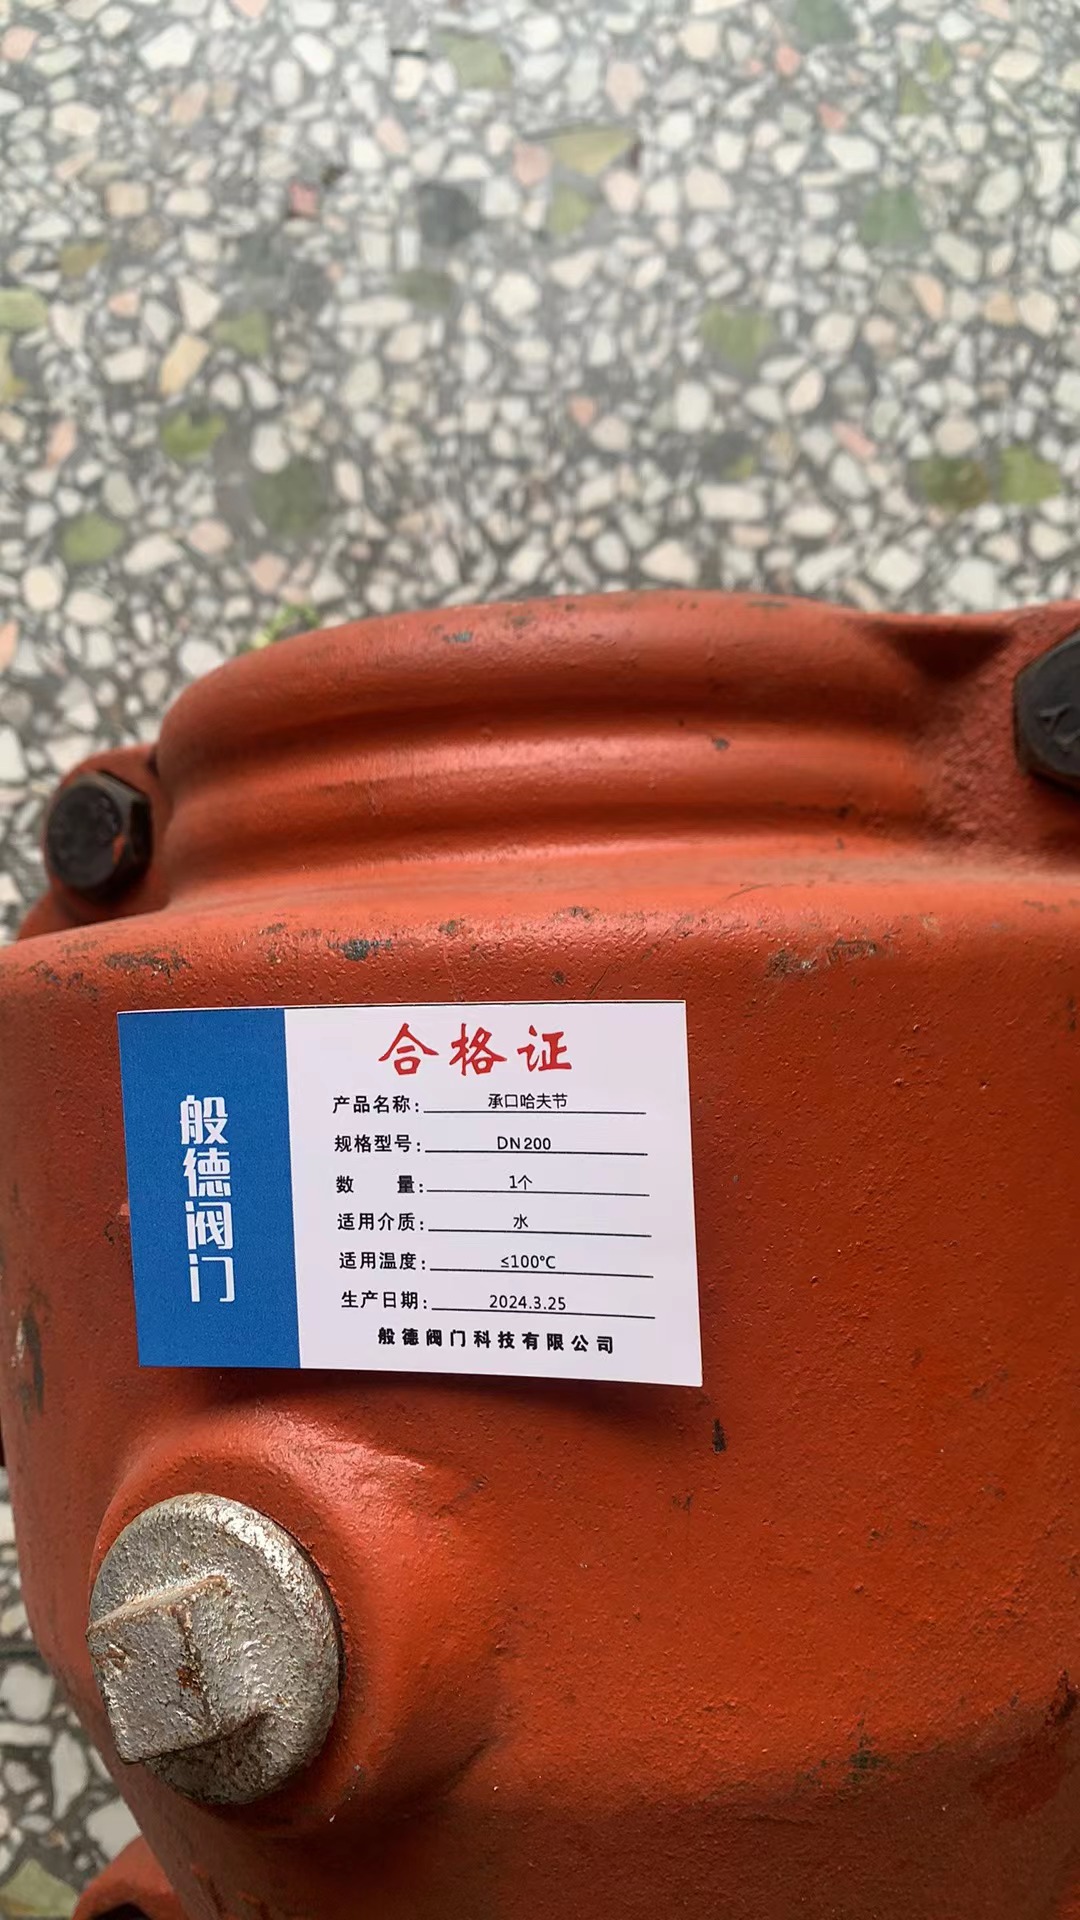 般德阀门
合格证
产品名称: 承口哈夫节
规格型号: DN200
数 量: 1个
适用介质: 水
适用温度: ≤100℃
生产日期: 2024.3.25
般德阀门科技有限公司